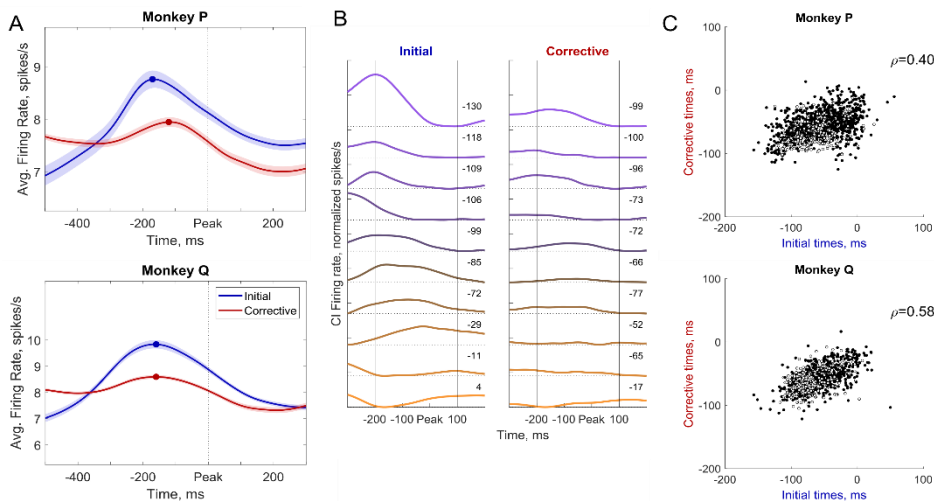 A
Monkey P
Avg. Firing Rate, spikes/s
9
8
7
-400
-200
Peak
200
Time, ms
Monkey Q
Initial
Corrective
Avg. Firing Rate, spikes/s
10
9
8
7
6
-400
-200
Peak
200
Time, ms
B
Initial
Corrective
CI Firing rate, normalized spikes/s
-130
-99
-118
-100
-109
-96
-106
-73
-99
-72
-85
-66
-72
-77
-29
-52
-11
-65
4
-17
-200 -100 Peak 100
-200 -100 Peak 100
Time, ms
C
Monkey P
ρ=0.40
Corrective times, ms
100
0
-100
-200
-200
-100
0
100
Initial times, ms
Monkey Q
ρ=0.58
Corrective times, ms
100
0
-100
-200
-200
-100
0
100
Initial times, ms